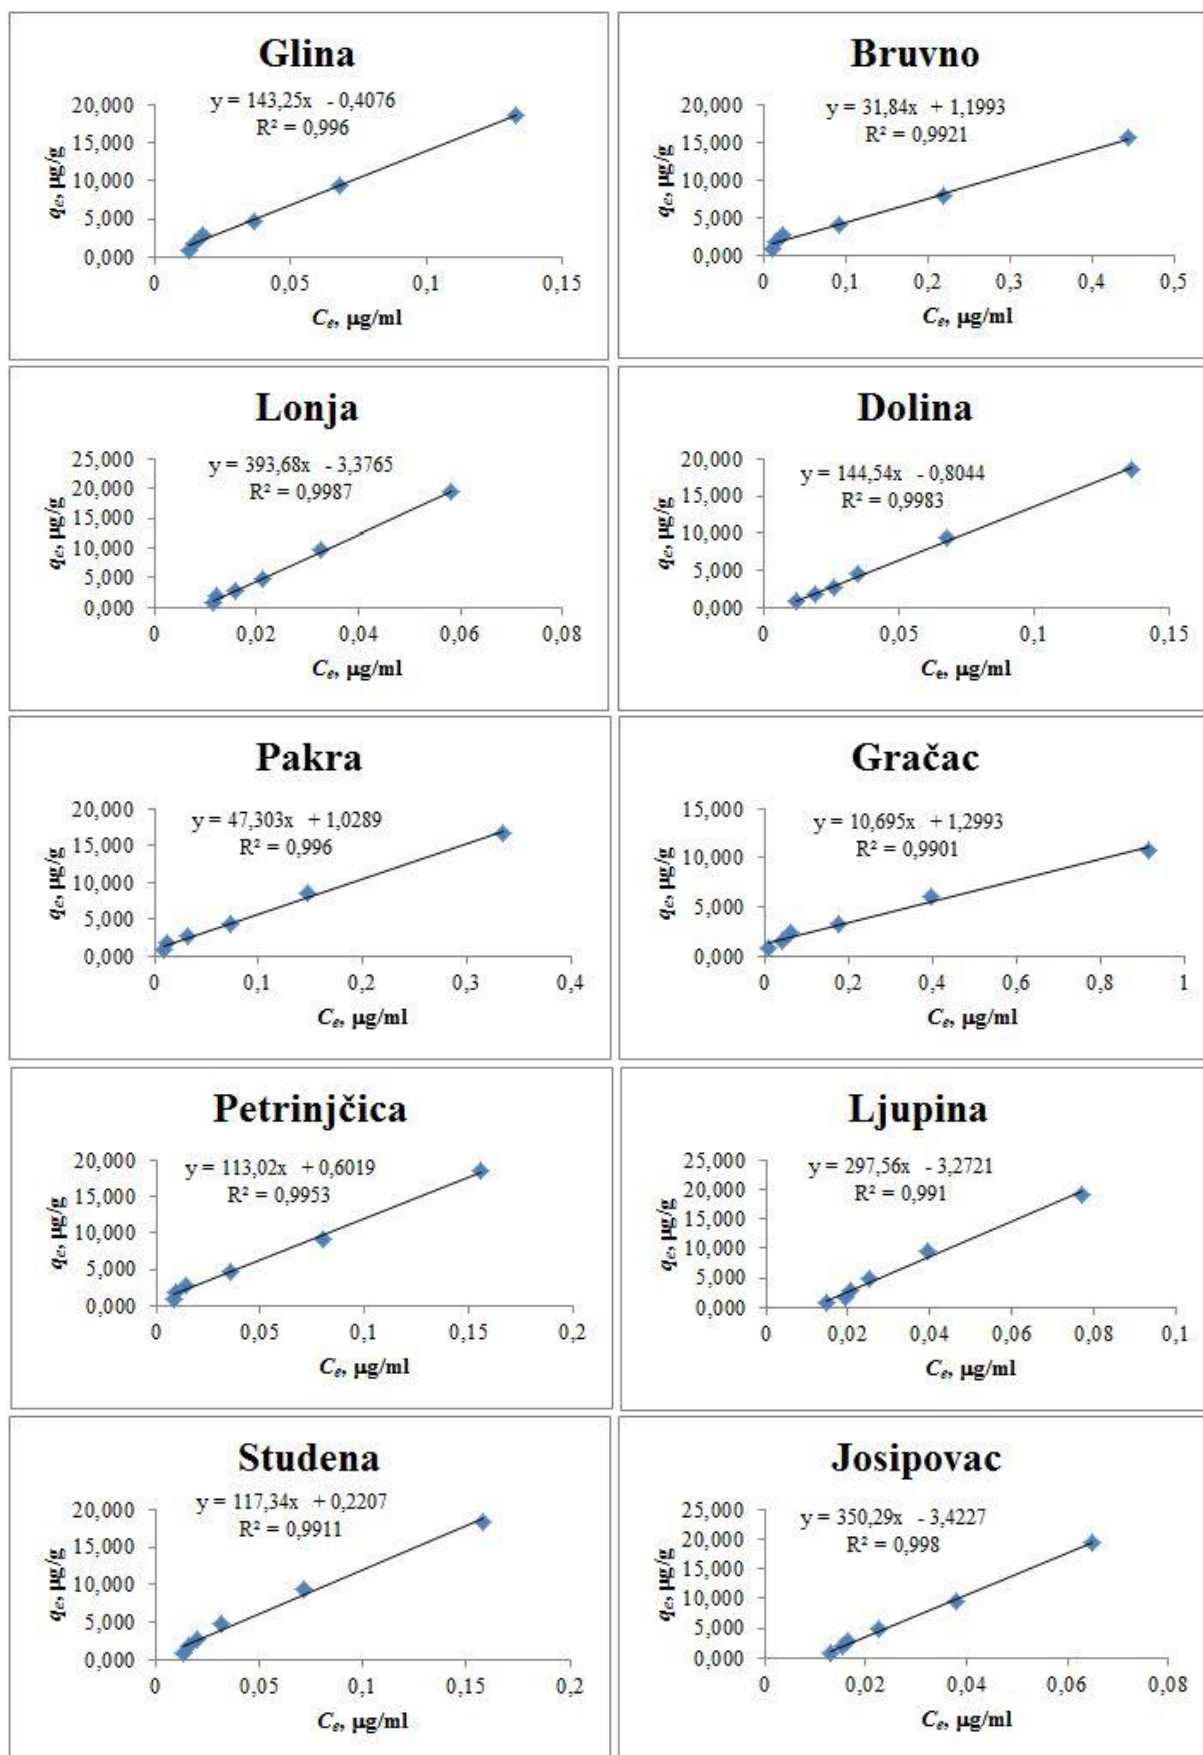 Glina
y = 143,25x - 0,4076
R² = 0,996
20,000
15,000
10,000
5,000
0,000
qe, µg/g
0 0,05 0,1 0,15
Ce, µg/ml
Bruvno
y = 31,84x + 1,1993
R² = 0,9921
20,000
15,000
10,000
5,000
0,000
qe, µg/g
0 0,1 0,2 0,3 0,4 0,5
Ce, µg/ml
Lonja
y = 393,68x - 3,3765
R² = 0,9987
25,000
20,000
15,000
10,000
5,000
0,000
qe, µg/g
0 0,02 0,04 0,06 0,08
Ce, µg/ml
Dolina
y = 144,54x - 0,8044
R² = 0,9983
20,000
15,000
10,000
5,000
0,000
qe, µg/g
0 0,05 0,1 0,15
Ce, µg/ml
Pakra
y = 47,303x + 1,0289
R² = 0,996
20,000
15,000
10,000
5,000
0,000
qe, µg/g
0 0,1 0,2 0,3 0,4
Ce, µg/ml
Gračac
y = 10,695x + 1,2993
R² = 0,9901
15,000
10,000
5,000
0,000
qe, µg/g
0 0,2 0,4 0,6 0,8 1
Ce, µg/ml
Petrinjčica
y = 113,02x + 0,6019
R² = 0,9953
20,000
15,000
10,000
5,000
0,000
qe, µg/g
0 0,05 0,1 0,15 0,2
Ce, µg/ml
Ljupina
y = 297,56x - 3,2721
R² = 0,991
25,000
20,000
15,000
10,000
5,000
0,000
qe, µg/g
0 0,02 0,04 0,06 0,08 0,1
Ce, µg/ml
Studena
y = 117,34x + 0,2207
R² = 0,9911
20,000
15,000
10,000
5,000
0,000
qe, µg/g
0 0,05 0,1 0,15 0,2
Ce, µg/ml
Josipovac
y = 350,29x - 3,4227
R² = 0,998
25,000
20,000
15,000
10,000
5,000
0,000
qe, µg/g
0 0,02 0,04 0,06 0,08
Ce, µg/ml